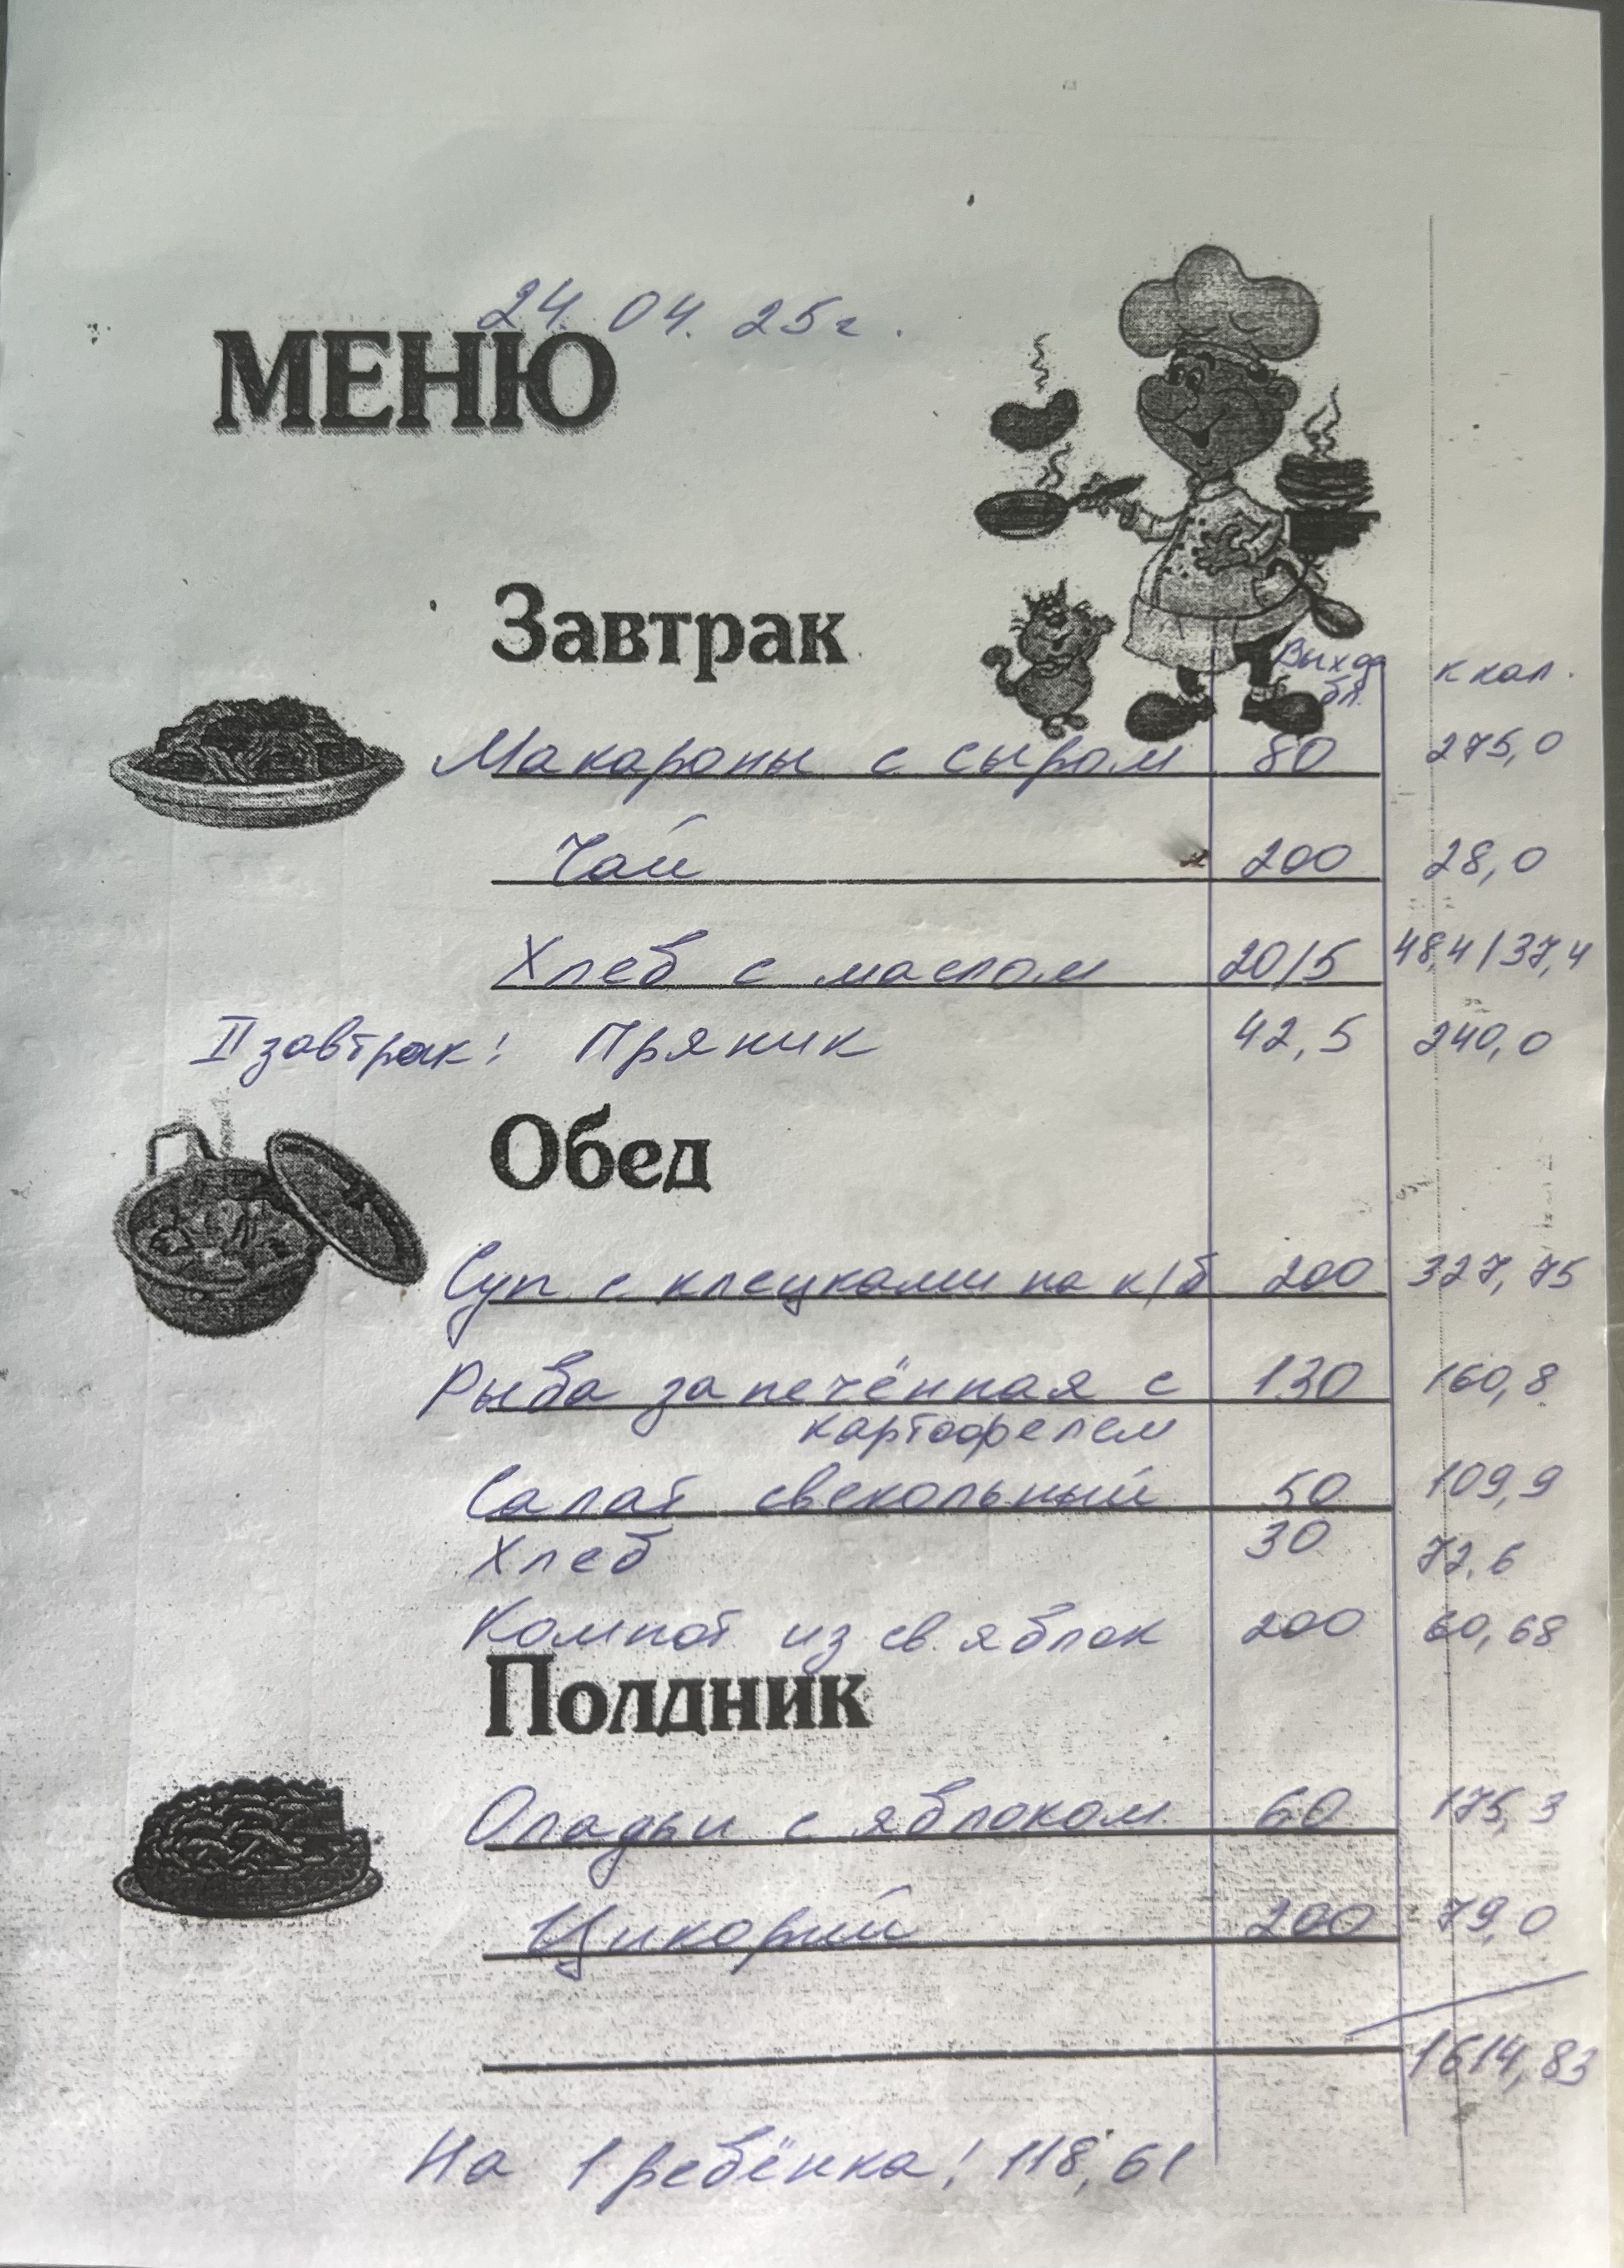 24.04.25г.
МЕНЮ
Завтрак
Выход бл. ккал.
Макароны с сыром 80 275,0
Чай 200 28,0
Хлеб с маслом 20/5 48,4/37,4
II завтрак: Пряник 42,5 240,0
Обед
Суп с клецками на к/б 200 327,75
Рыба запечённая с 130 160,8
картофелем
Салат свекольный 50 109,9
Хлеб 30 72,6
Компот из св. яблок 200 60,68
Полдник
Оладьи с яблоком 60 175,3
Цикорий 200 79,0
1614,83
На 1 ребёнка: 118,61